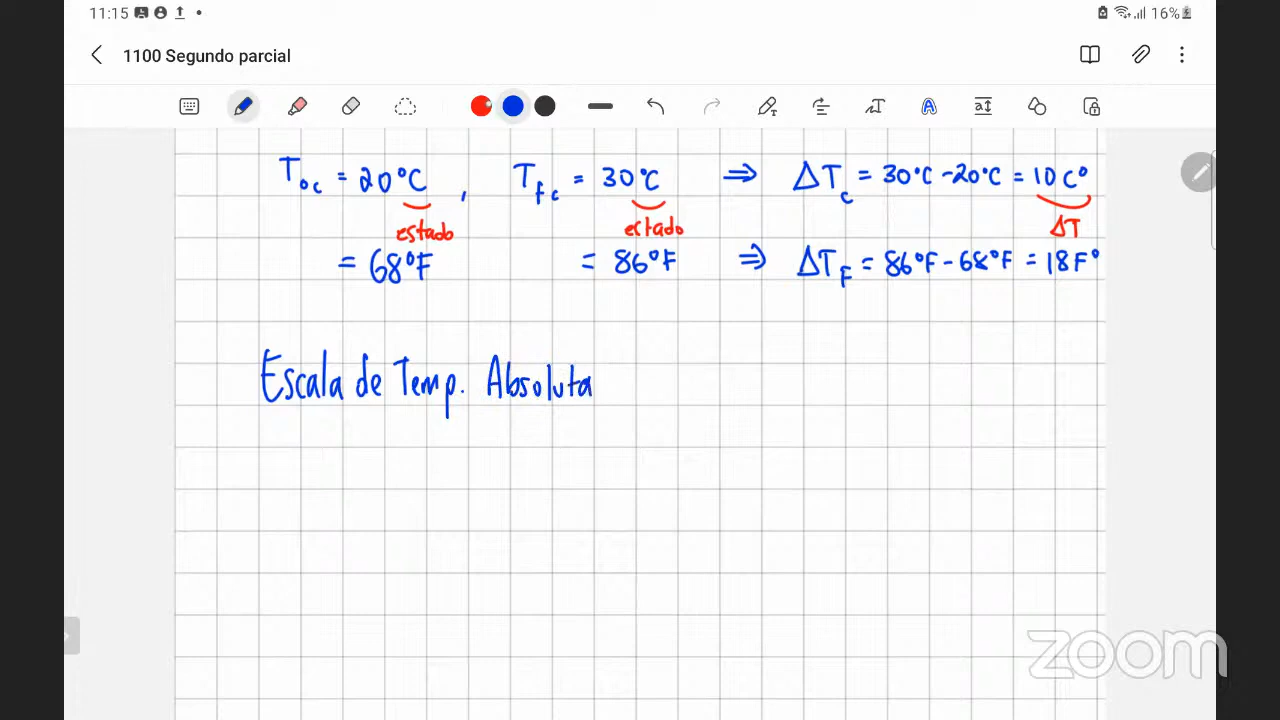 11:15 16%
1100 Segundo parcial
T₀c = 20°C , Tfc = 30°C ⇒ ΔTc = 30°C - 20°C = 10 C°
estado estado ΔT
= 68°F = 86°F ⇒ ΔTF = 86°F - 68°F = 18 F°
Escala de Temp. Absoluta
zoom